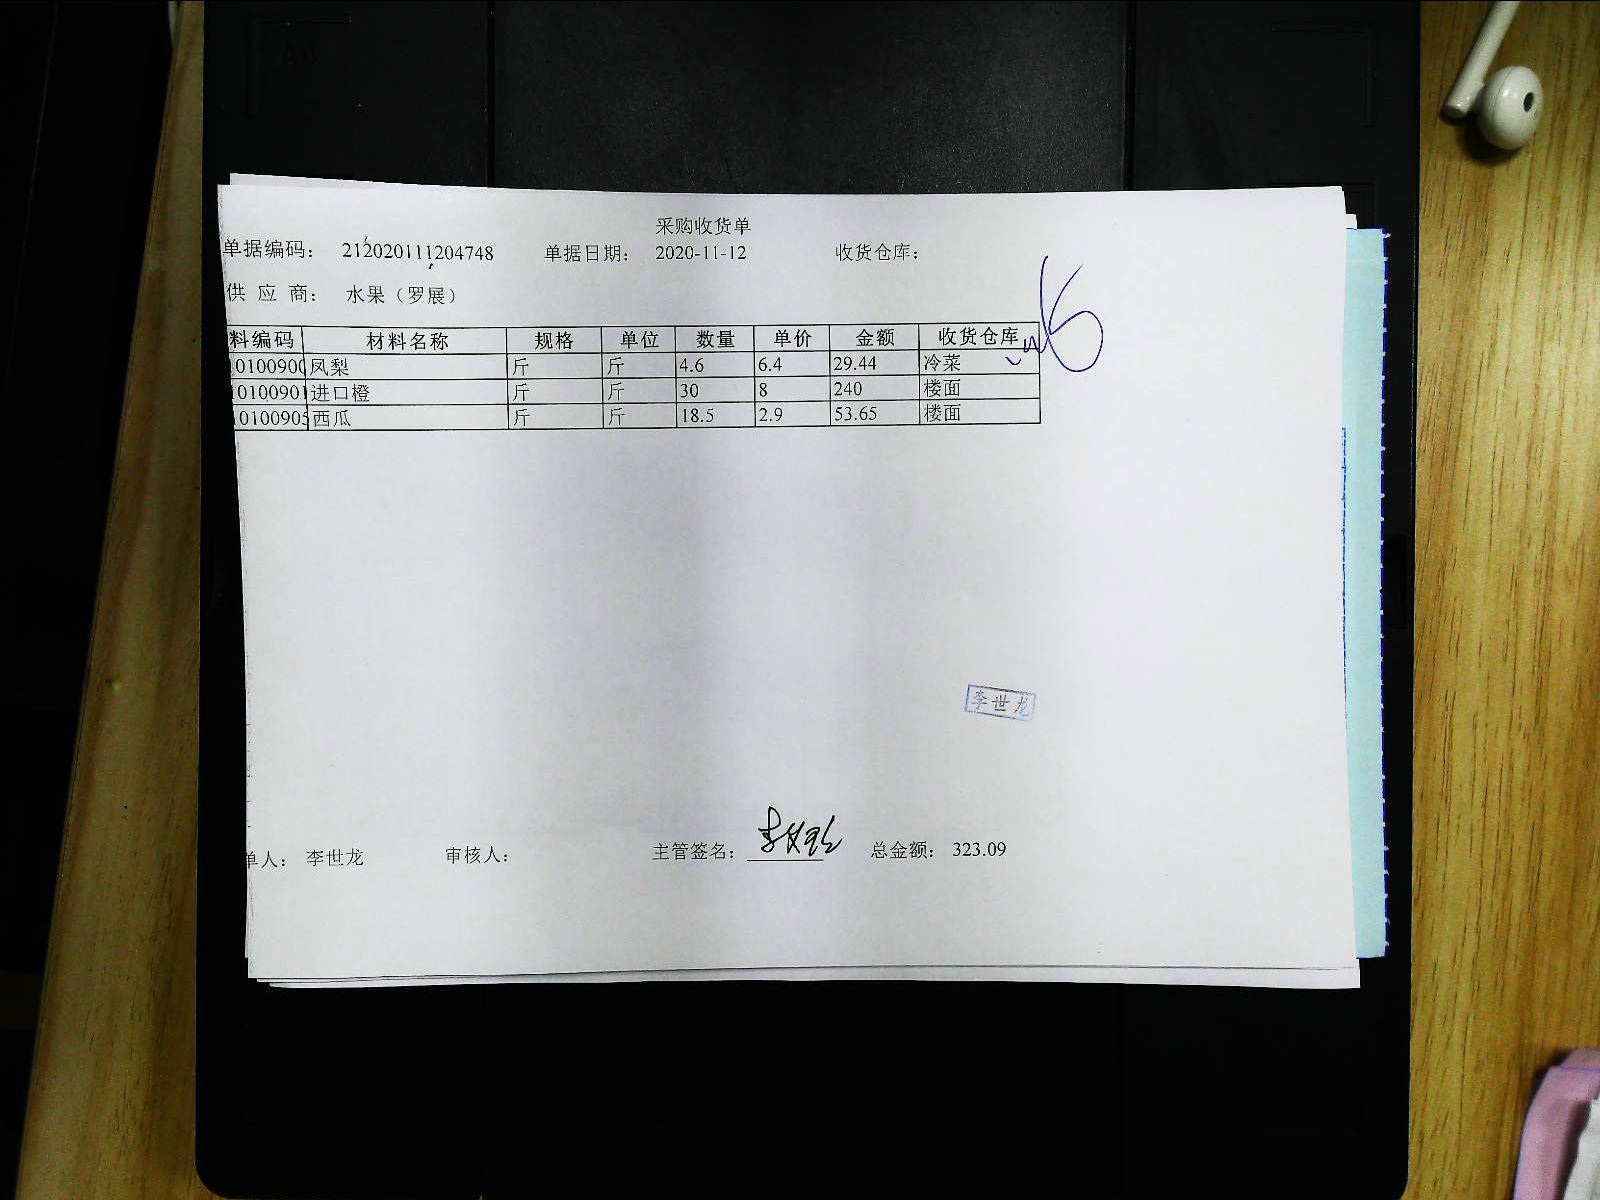 采购收货单
单据编码： 212020111204748 单据日期： 2020-11-12 收货仓库：
供 应 商： 水果（罗展）
料编码 材料名称 规格 单位 数量 单价 金额 收货仓库
10100900 凤梨 斤 斤 4.6 6.4 29.44 冷菜
10100901 进口橙 斤 斤 30 8 240 楼面
10100905 西瓜 斤 斤 18.5 2.9 53.65 楼面
李世龙
单人： 李世龙 审核人： 主管签名： 总金额： 323.09